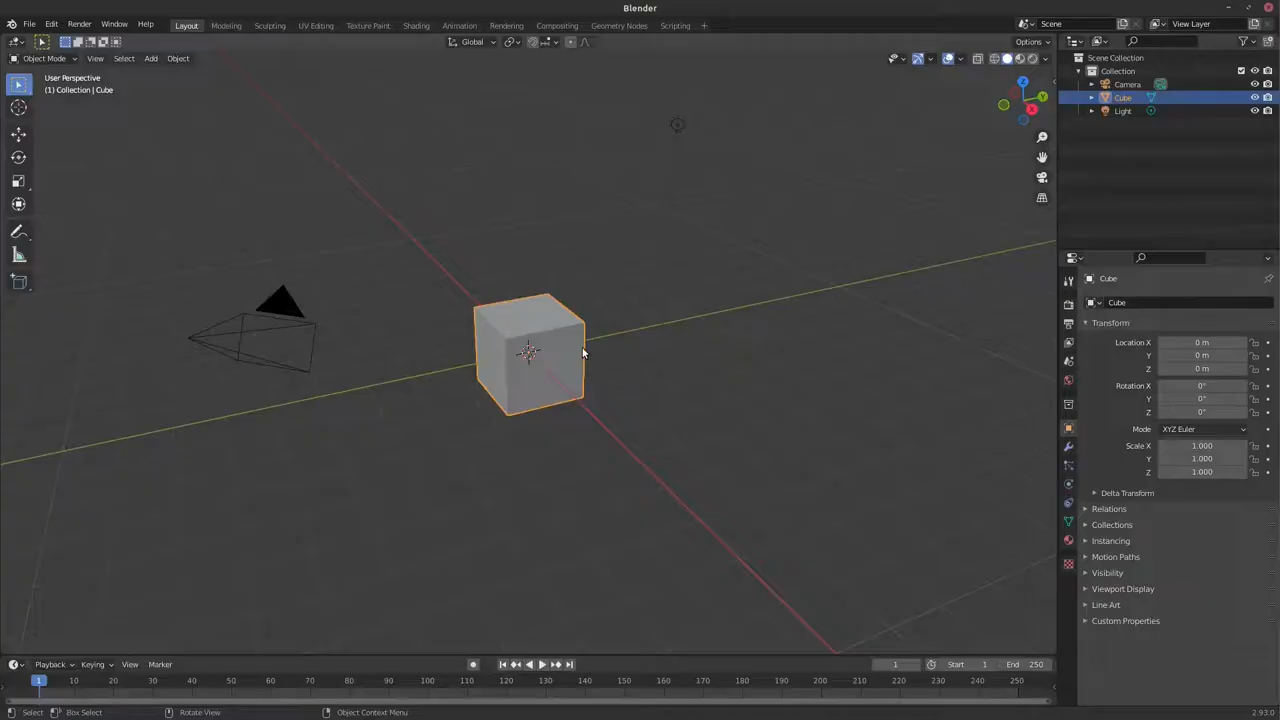 Blender
File Edit Render Window Help Layout Modeling Sculpting UV Editing Texture Paint Shading Animation Rendering Compositing Geometry Nodes Scripting + Scene View Layer
Global Options
Object Mode View Select Add Object
User Perspective
(1) Collection | Cube
Z
Y
X
Scene Collection
Collection
Camera
Cube
Light
Cube
Cube
Transform
Location X 0 m
Y 0 m
Z 0 m
Rotation X 0°
Y 0°
Z 0°
Mode XYZ Euler
Scale X 1.000
Y 1.000
Z 1.000
Delta Transform
Relations
Collections
Instancing
Motion Paths
Visibility
Viewport Display
Line Art
Custom Properties
Playback Keying View Marker 1 Start 1 End 250
1 10 20 30 40 50 60 70 80 90 100 110 120 130 140 150 160 170 180 190 200 210 220 230 240 250
Select Box Select Rotate View Object Context Menu 2.93.0